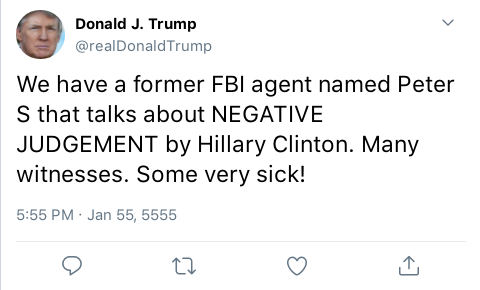 Donald J. Trump
@realDonaldTrump
We have a former FBI agent named Peter
S that talks about NEGATIVE
JUDGEMENT by Hillary Clinton. Many
witnesses. Some very sick!
5:55 PM · Jan 55, 5555